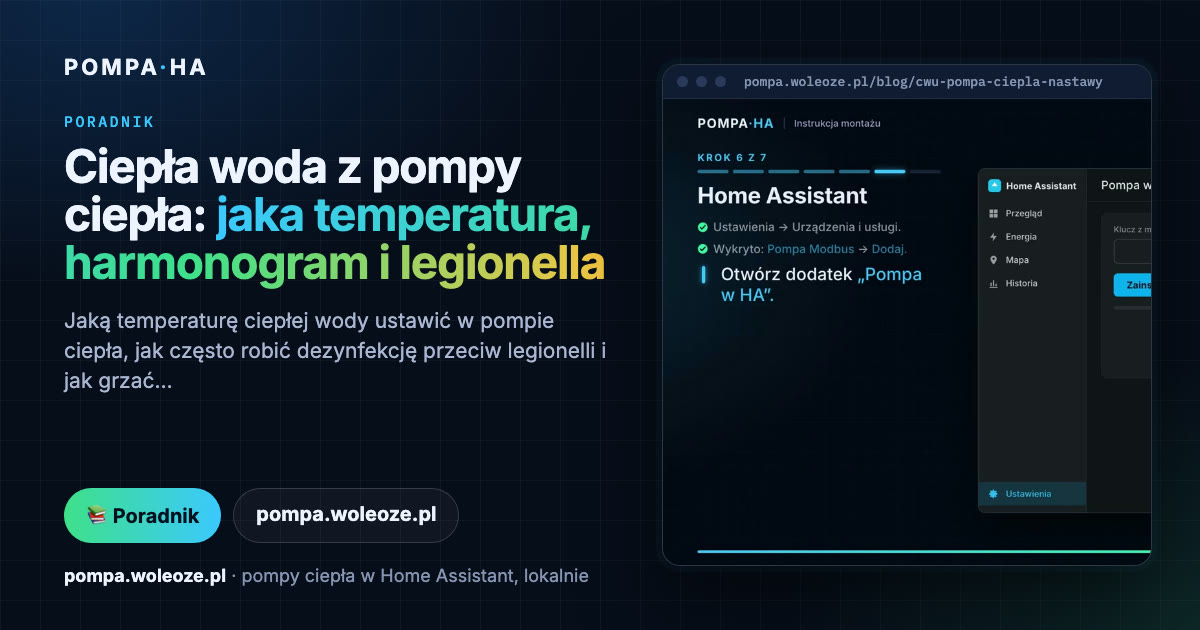 POMPA·HA
PORADNIK
Ciepła woda z pompy
ciepła: jaka temperatura,
harmonogram i legionella
Jaką temperaturę ciepłej wody ustawić w pompie
ciepła, jak często robić dezynfekcję przeciw legionelli i
jak grzać…
📚 Poradnik
pompa.woleoze.pl
pompa.woleoze.pl · pompy ciepła w Home Assistant, lokalnie
pompa.woleoze.pl/blog/cwu-pompa-ciepla-nastawy
POMPA·HA | Instrukcja montażu
KROK 6 Z 7
Home Assistant
Ustawienia → Urządzenia i usługi.
Wykryto: Pompa Modbus → Dodaj.
Otwórz dodatek „Pompa
w HA”.
Home Assistant
Przegląd
Energia
Mapa
Historia
Ustawienia
Pompa w
Klucz z m
Zains